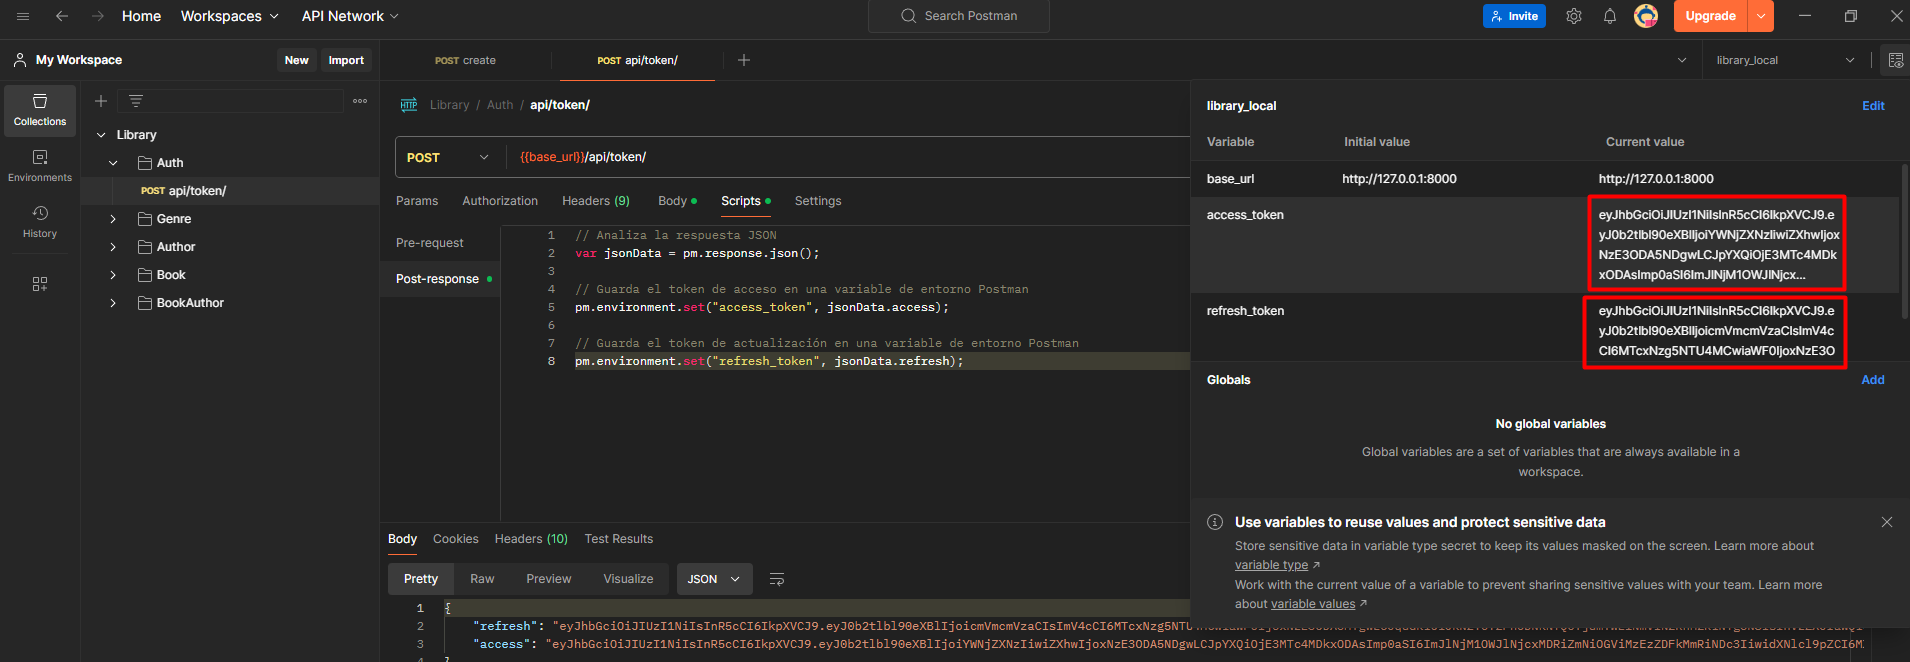 Home Workspaces API Network
Search Postman
Invite
Upgrade
My Workspace
New Import
POST create
POST api/token/
library_local
Collections
Environments
History
Library
Auth
POST api/token/
Genre
Author
Book
BookAuthor
HTTP Library / Auth / api/token/
POST {{base_url}}/api/token/
Params Authorization Headers (9) Body Scripts Settings
Pre-request
Post-response
1 // Analiza la respuesta JSON
2 var jsonData = pm.response.json();
3
4 // Guarda el token de acceso en una variable de entorno Postman
5 pm.environment.set("access_token", jsonData.access);
6
7 // Guarda el token de actualización en una variable de entorno Postman
8 pm.environment.set("refresh_token", jsonData.refresh);
library_local Edit
Variable Initial value Current value
base_url http://127.0.0.1:8000 http://127.0.0.1:8000
access_token
refresh_token
Globals Add
No global variables
Global variables are a set of variables that are always available in a
workspace.
Use variables to reuse values and protect sensitive data
Store sensitive data in variable type secret to keep its values masked on the screen. Learn more about
variable type ↗
Work with the current value of a variable to prevent sharing sensitive values with your team. Learn more
about variable values ↗
Body Cookies Headers (10) Test Results
Pretty Raw Preview Visualize JSON
1 {
2 "refresh":
3 "access":
4